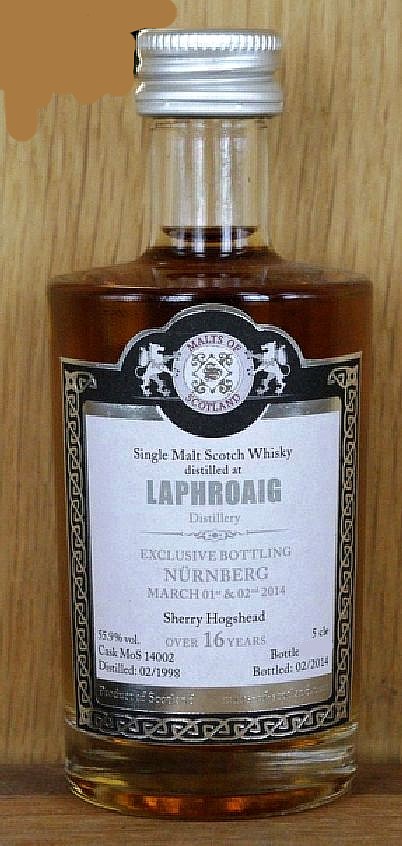 MALTS OF
SCOTLAND
Single Malt Scotch Whisky
distilled at
LAPHROAIG
Distillery
EXCLUSIVE BOTTLING
NÜRNBERG
MARCH 01st & 02nd 2014
Sherry Hogshead
55.9% vol. OVER 16 YEARS 5 cle
Cask MoS 14002 Bottle
Distilled: 02/1998 Bottled: 02/2014
Product of Scotland